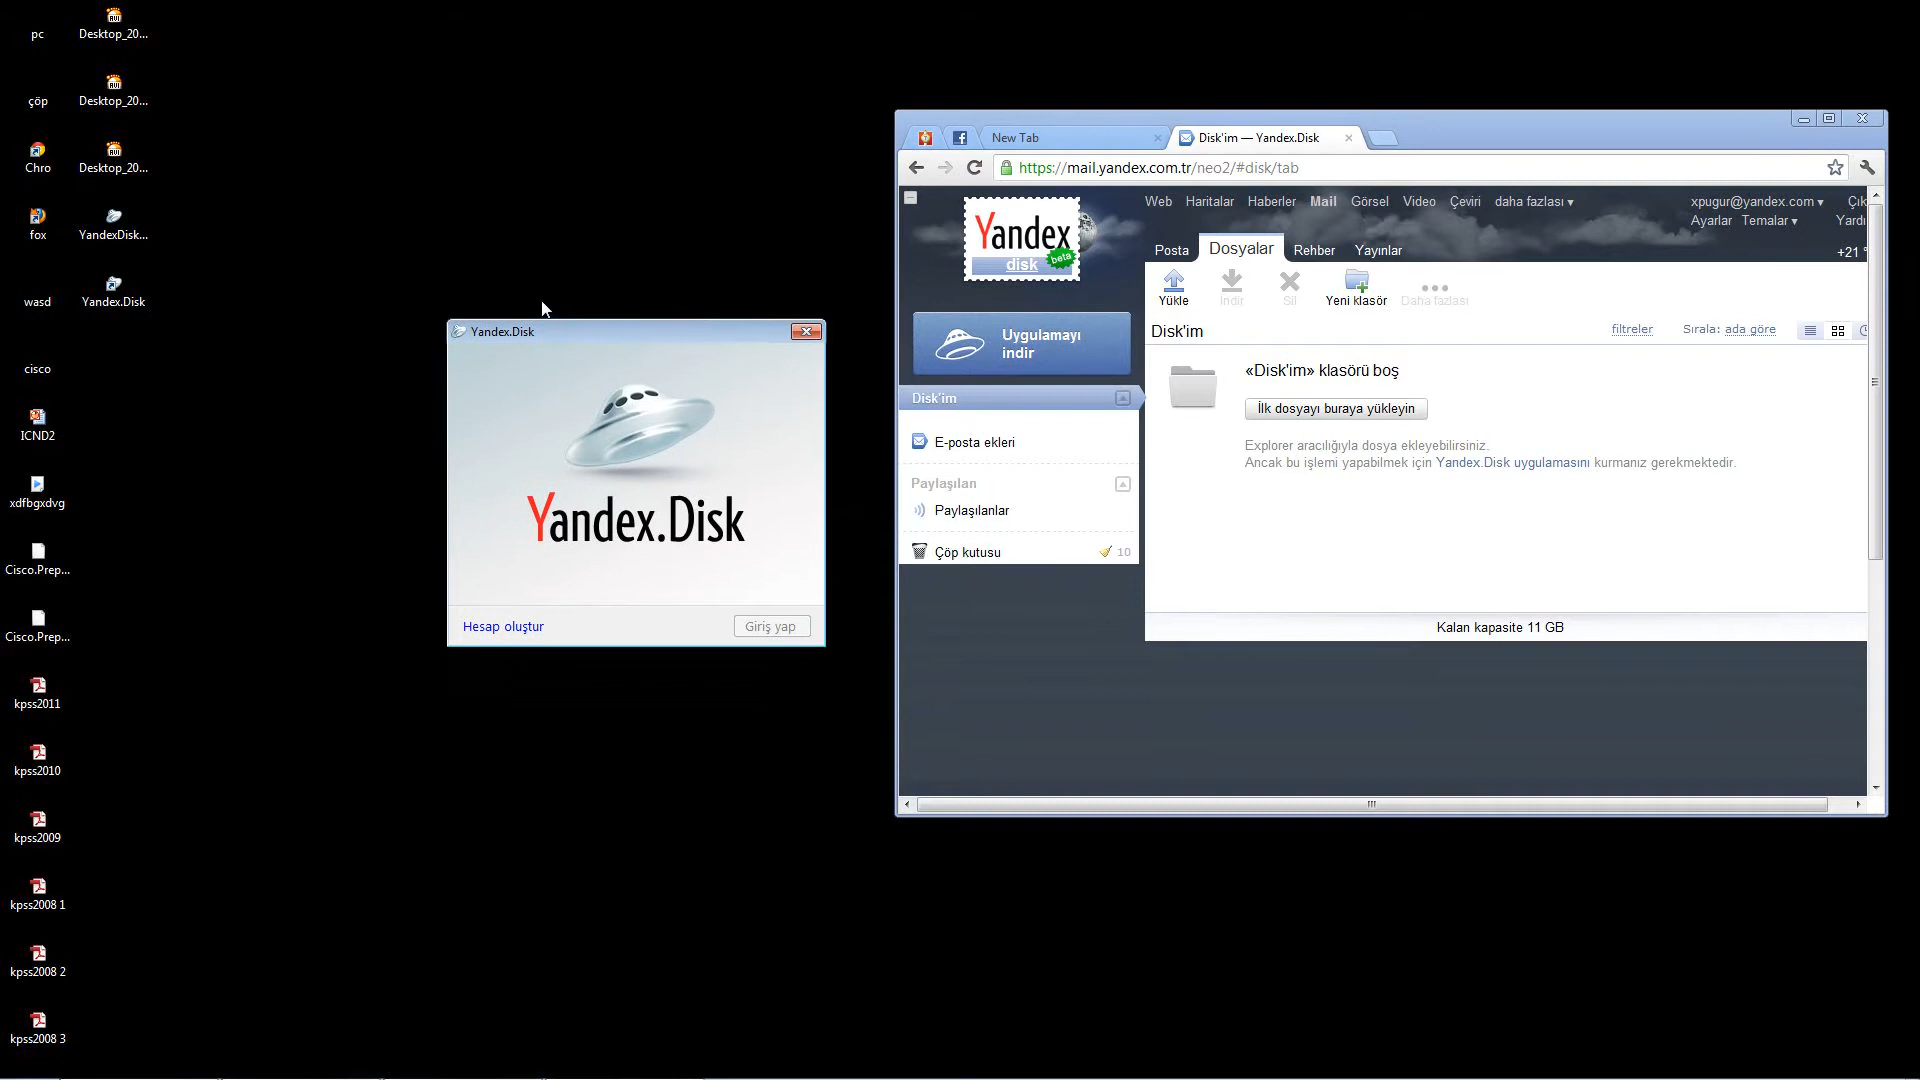 pc
Desktop_20...
çöp
Desktop_20...
Chro
Desktop_20...
fox
YandexDisk...
wasd
Yandex.Disk
cisco
ICND2
xdfbgxdvg
Cisco.Prep...
Cisco.Prep...
kpss2011
kpss2010
kpss2009
kpss2008 1
kpss2008 2
kpss2008 3
Yandex.Disk
Yandex.Disk
Hesap oluştur
Giriş yap
New Tab
Disk'im — Yandex.Disk
https://mail.yandex.com.tr/neo2/#disk/tab
Yandex
disk
beta
Web Haritalar Haberler Mail Görsel Video Çeviri daha fazlası
xpugur@yandex.com Çık
Ayarlar Temalar Yardı
Posta Dosyalar Rehber Yayınlar
+21 °
Yükle İndir Sil Yeni klasör Daha fazlası
Uygulamayı
indir
Disk'im
E-posta ekleri
Paylaşılan
Paylaşılanlar
Çöp kutusu 10
Disk'im
filtreler
Sırala: ada göre
«Disk'im» klasörü boş
İlk dosyayı buraya yükleyin
Explorer aracılığıyla dosya ekleyebilirsiniz.
Ancak bu işlemi yapabilmek için Yandex.Disk uygulamasını kurmanız gerekmektedir.
Kalan kapasite 11 GB